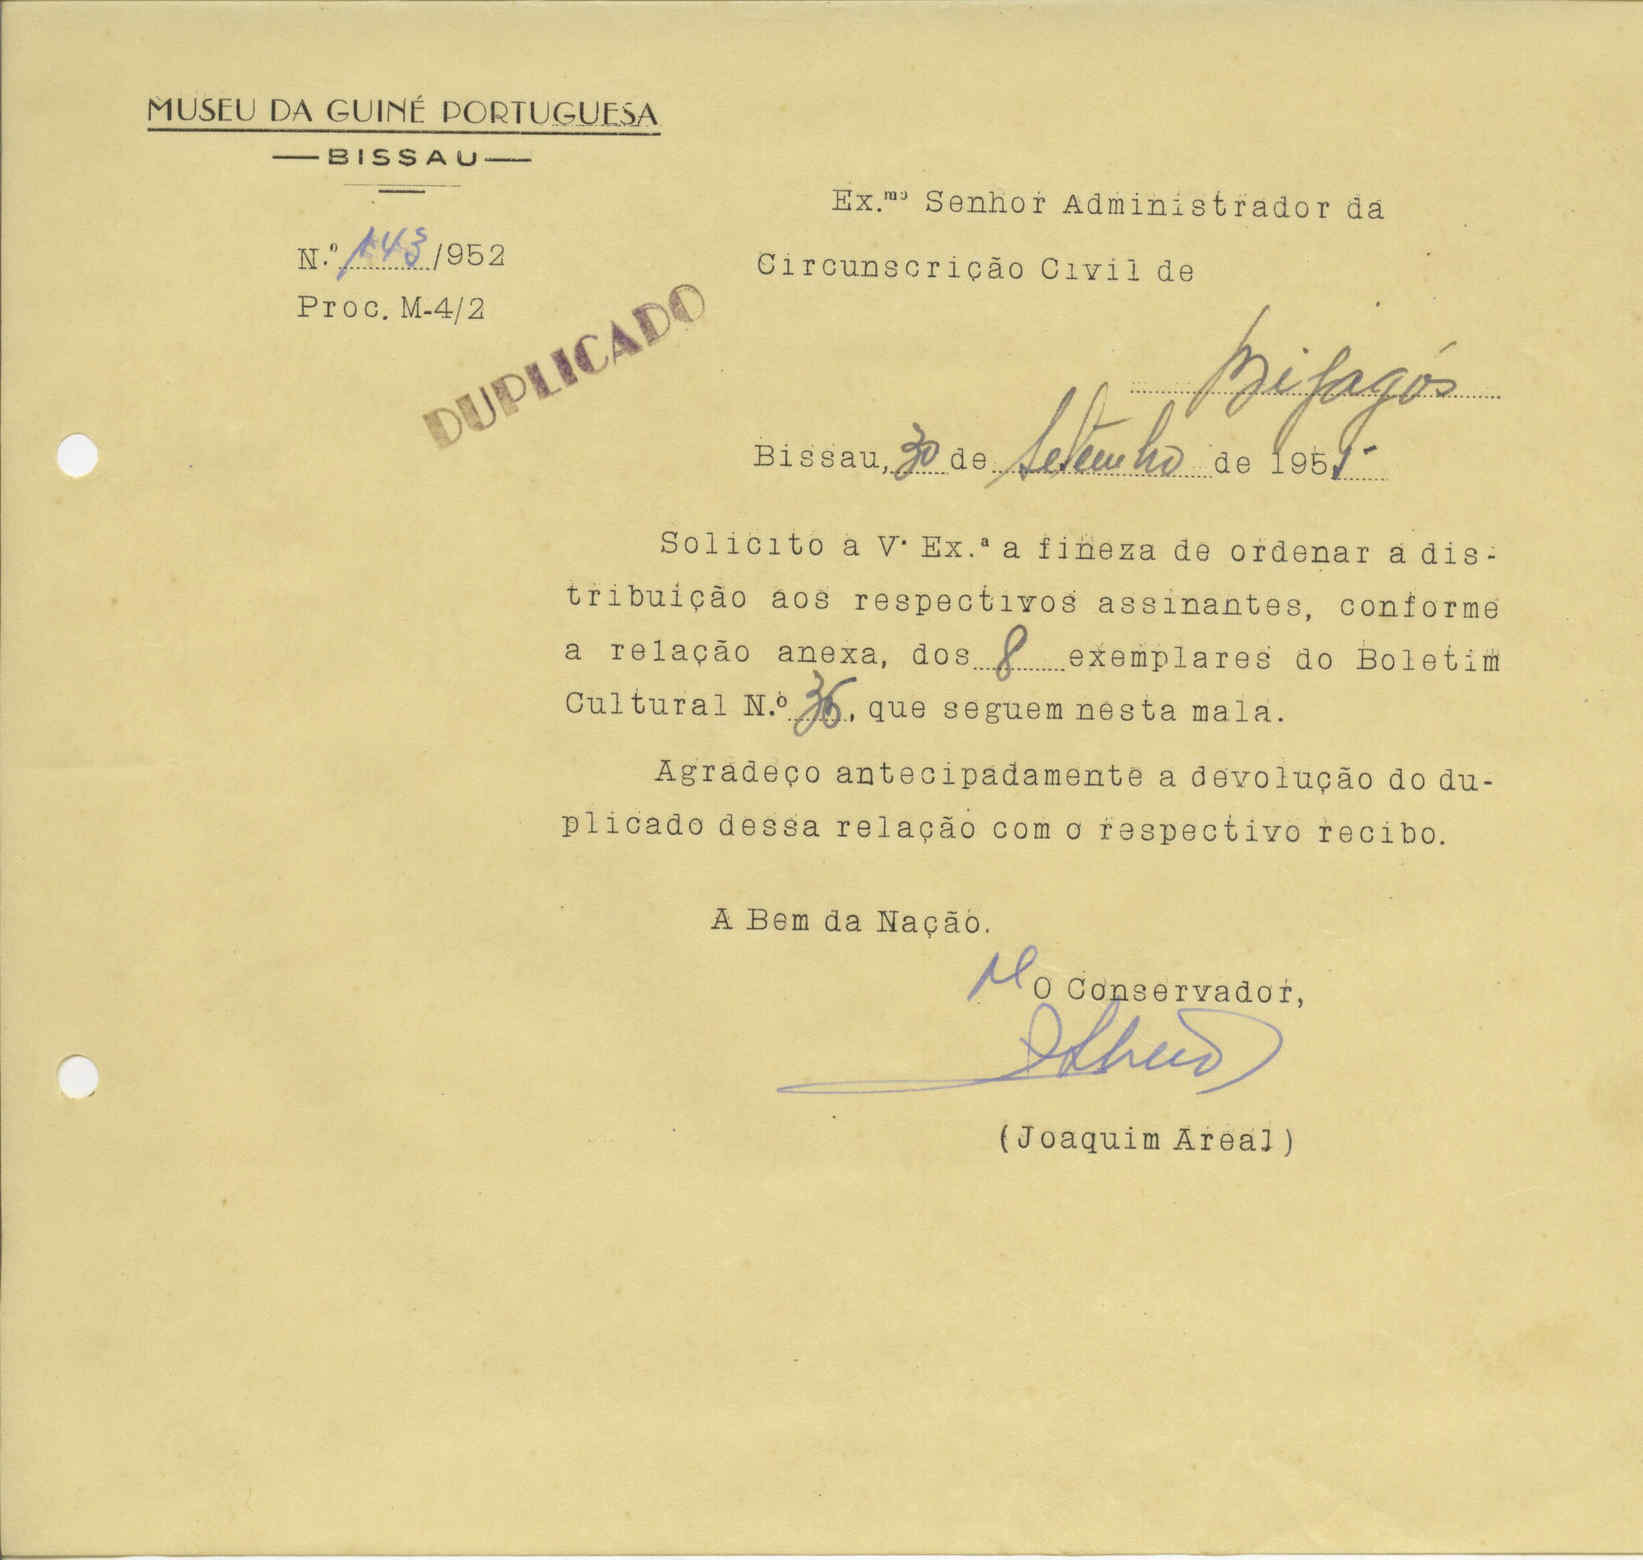 MUSEU DA GUINÉ PORTUGUESA
—BISSAU—
N.º 143/952
Proc. M-4/2
DUPLICADO
Ex.mo Senhor Administrador da
Circunscrição Civil de
Bijagós
Bissau, 30 de Setembro de 1955
Solicito a V. Ex.ª a fineza de ordenar a dis-
tribuição aos respectivos assinantes, conforme
a relação anexa, dos 8 exemplares do Boletim
Cultural N.º 36, que seguem nesta mala.
Agradeço antecipadamente a devolução do du-
plicado dessa relação com o respectivo recibo.
A Bem da Nação.
O Conservador,
(Joaquim Areal)